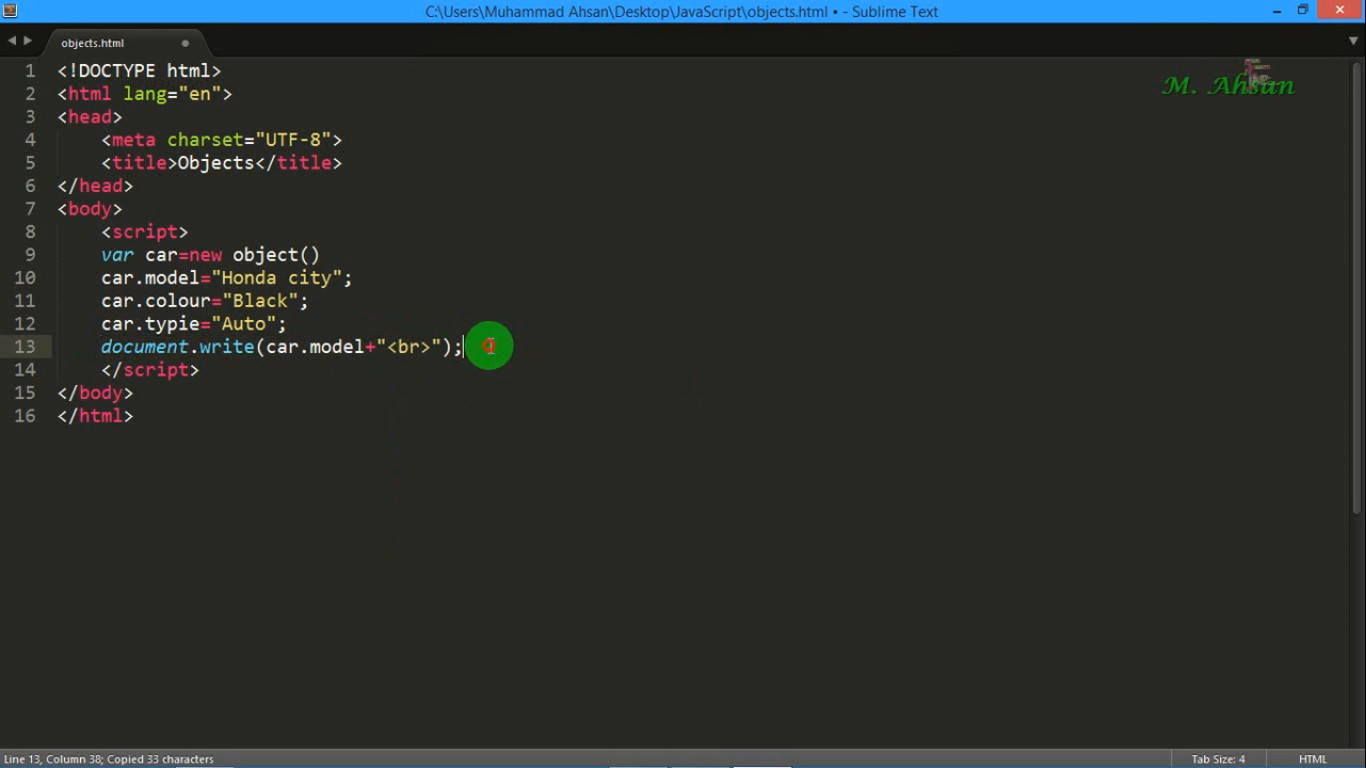 C:\Users\Muhammad Ahsan\Desktop\JavaScript\objects.html • - Sublime Text
objects.html
M. Ahsan
1 <!DOCTYPE html>
2 <html lang="en">
3 <head>
4 <meta charset="UTF-8">
5 <title>Objects</title>
6 </head>
7 <body>
8 <script>
9 var car=new object()
10 car.model="Honda city";
11 car.colour="Black";
12 car.typie="Auto";
13 document.write(car.model+"<br>");
14 </script>
15 </body>
16 </html>
Line 13, Column 38; Copied 33 characters
Tab Size: 4
HTML